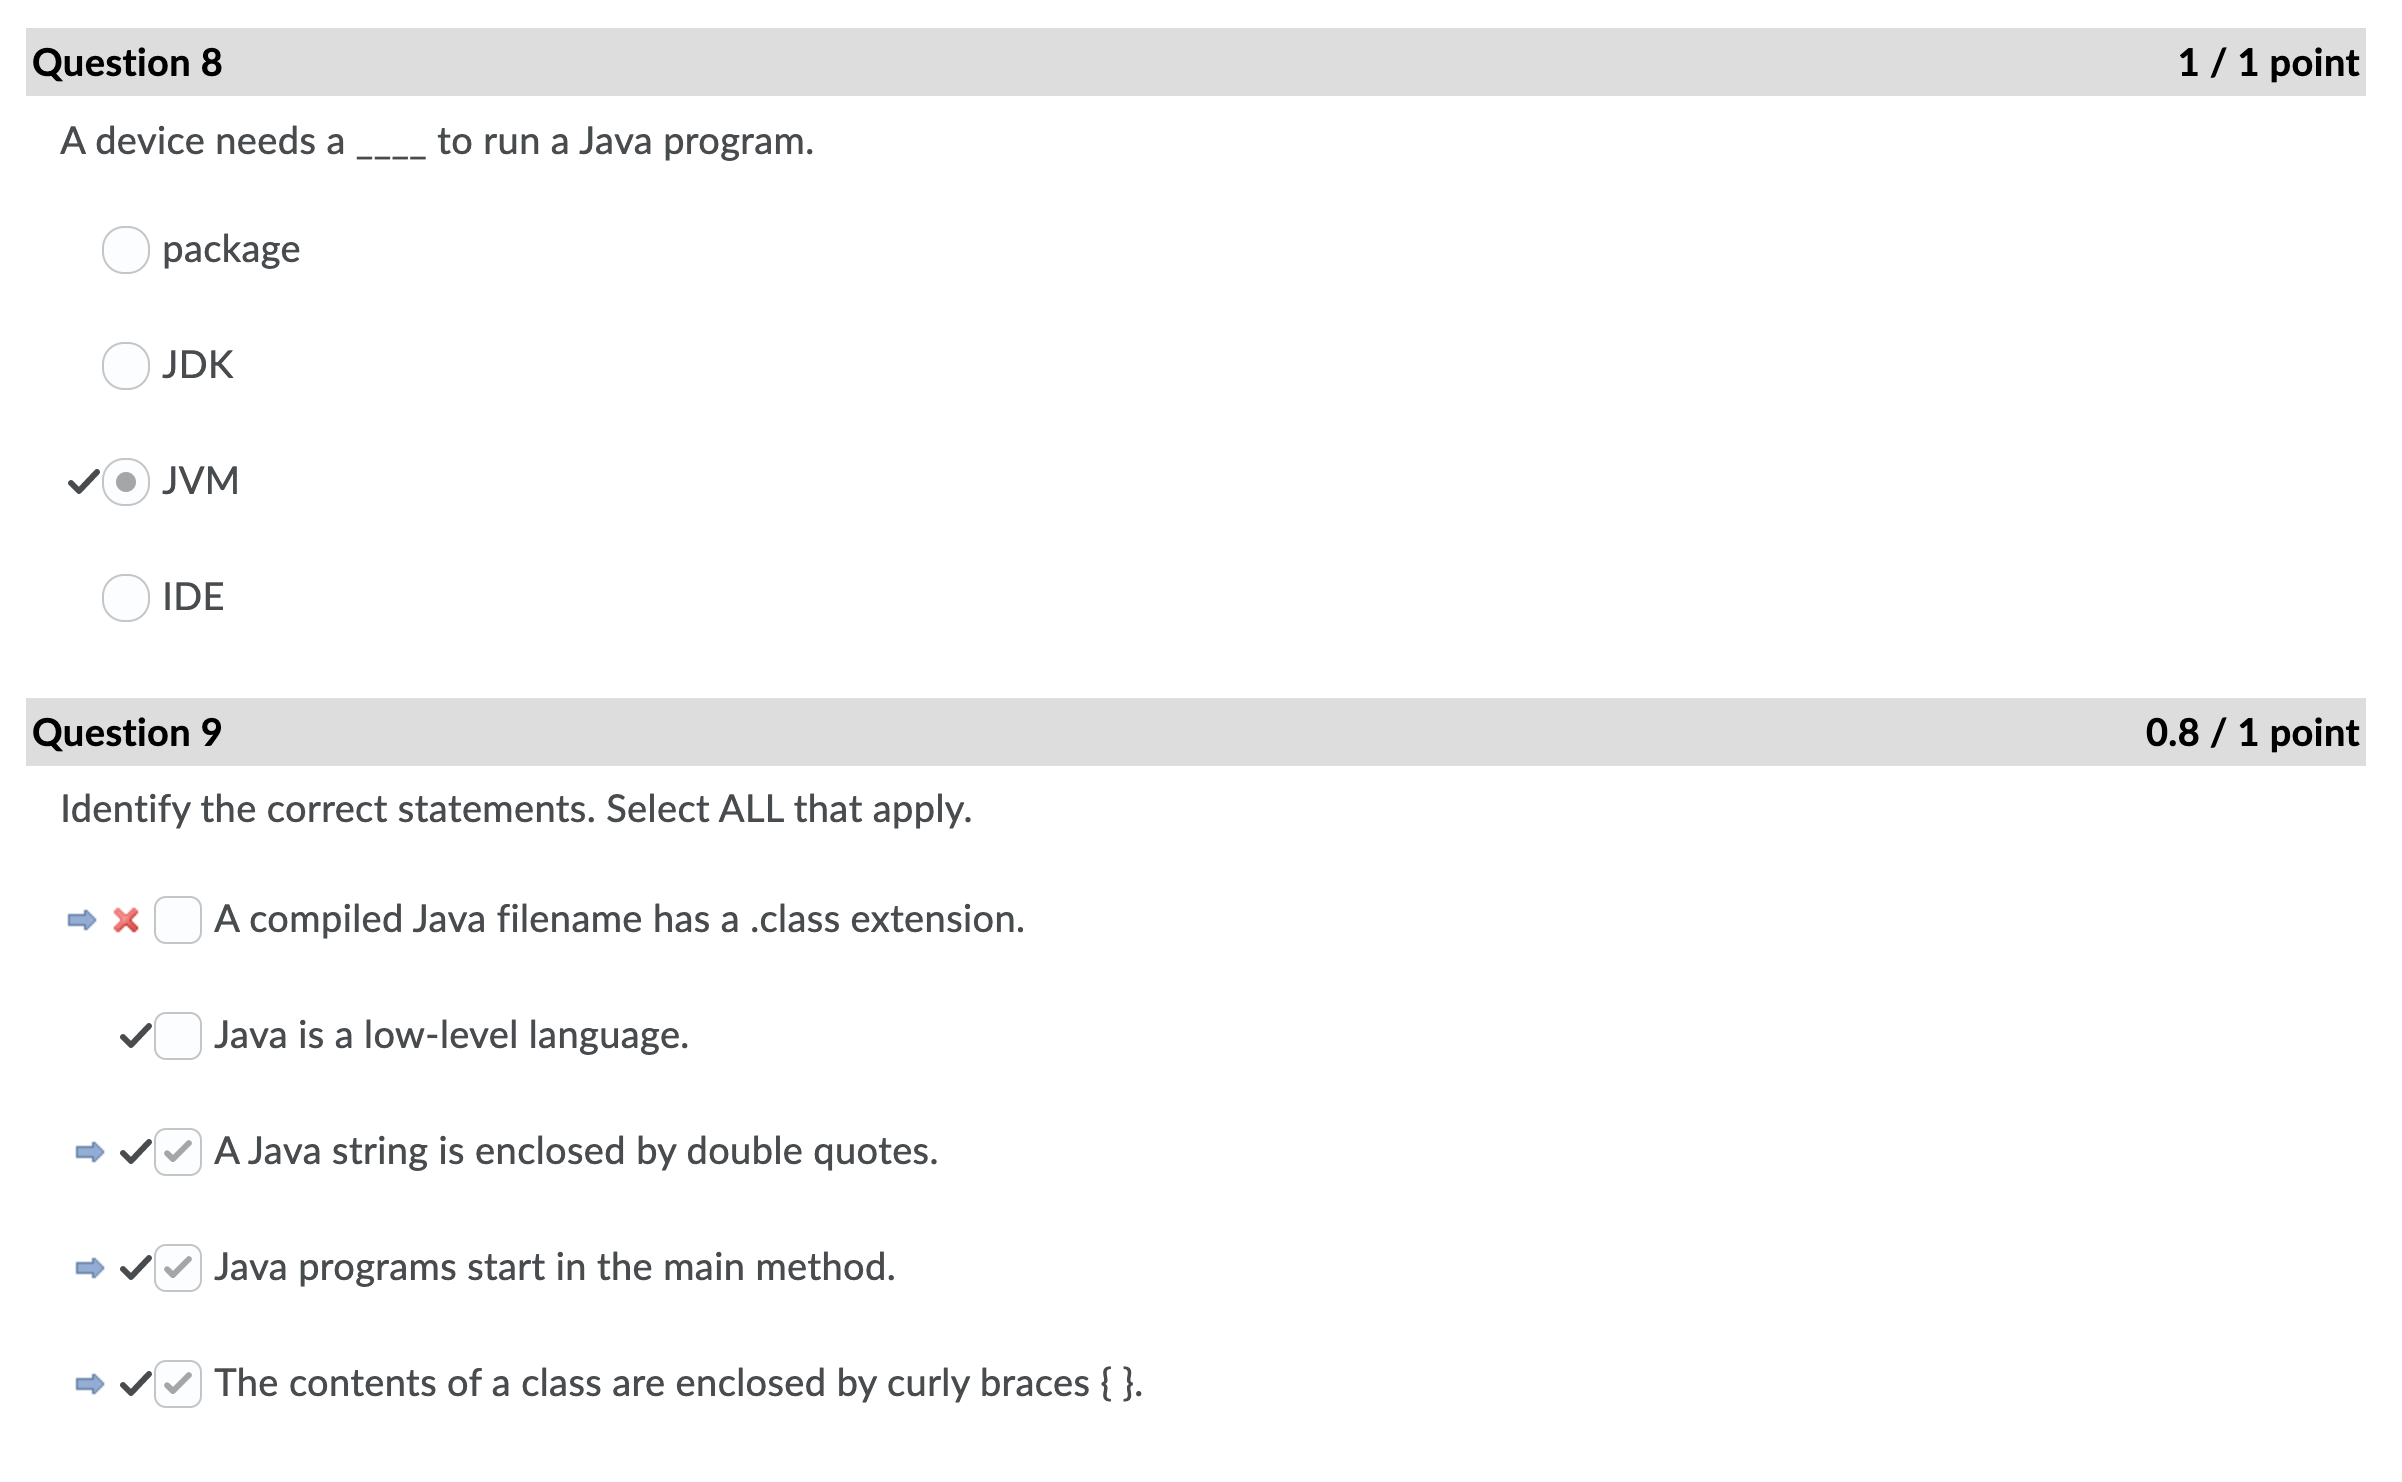 Question 8 1 / 1 point
A device needs a ____ to run a Java program.
package
JDK
JVM
IDE
Question 9 0.8 / 1 point
Identify the correct statements. Select ALL that apply.
A compiled Java filename has a .class extension.
Java is a low-level language.
A Java string is enclosed by double quotes.
Java programs start in the main method.
The contents of a class are enclosed by curly braces { }.